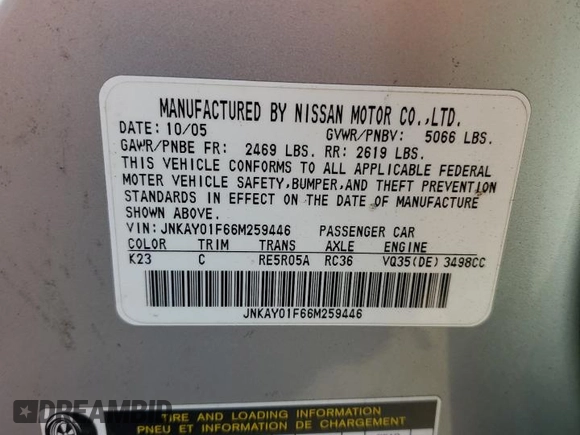 MANUFACTURED BY NISSAN MOTOR CO.,LTD.
DATE: 10/05 GVWR/PNBV: 5066 LBS.
GAWR/PNBE FR: 2469 LBS. RR: 2619 LBS.
THIS VEHICLE CONFORMS TO ALL APPLICABLE FEDERAL
MOTOR VEHICLE SAFETY,BUMPER,AND THEFT PREVENTION
STANDARDS IN EFFECT ON THE DATE OF MANUFACTURE
SHOWN ABOVE.
VIN: JNKAY01F66M259446 PASSENGER CAR
COLOR TRIM TRANS AXLE ENGINE
K23 C RE5R05A RC36 VQ35(DE) 3498CC
JNKAY01F66M259446
TIRE AND LOADING INFORMATION
PNEU ET INFORMATION DE CHARGEMENT
DREAMBID